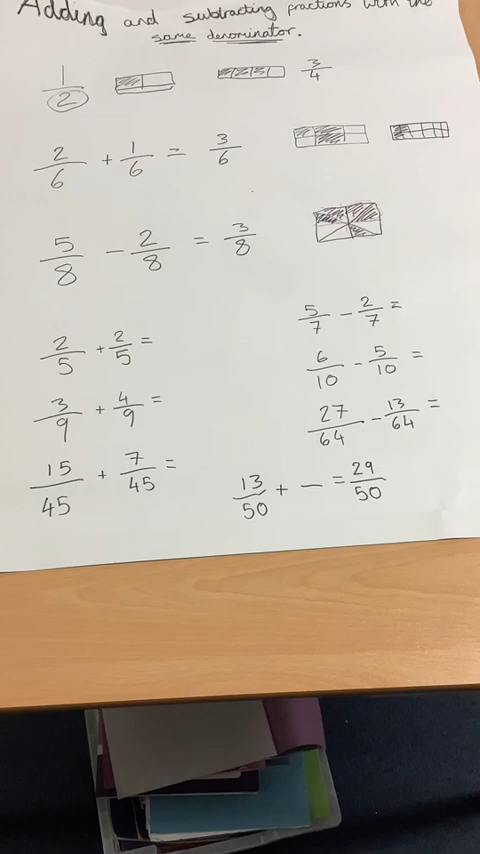 Adding and subtracting fractions with the
same denominator.
1/2
3/4
2/6 + 1/6 = 3/6
5/8 - 2/8 = 3/8
2/5 + 2/5 =
3/9 + 4/9 =
15/45 + 7/45 =
5/7 - 2/7 =
6/10 - 5/10 =
27/64 - 13/64 =
13/50 + — = 29/50